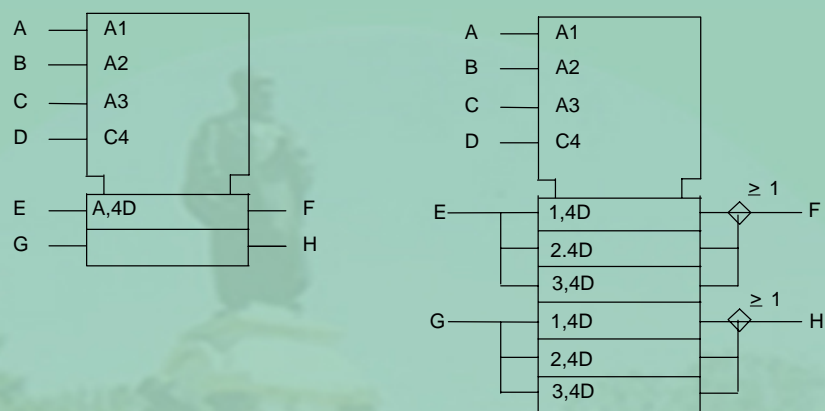 A A1
B A2
C A3
D C4
E A,4D F
G H
A A1
B A2
C A3
D C4
≥ 1
E 1,4D F
2.4D
3,4D
≥ 1
G 1,4D H
2,4D
3,4D